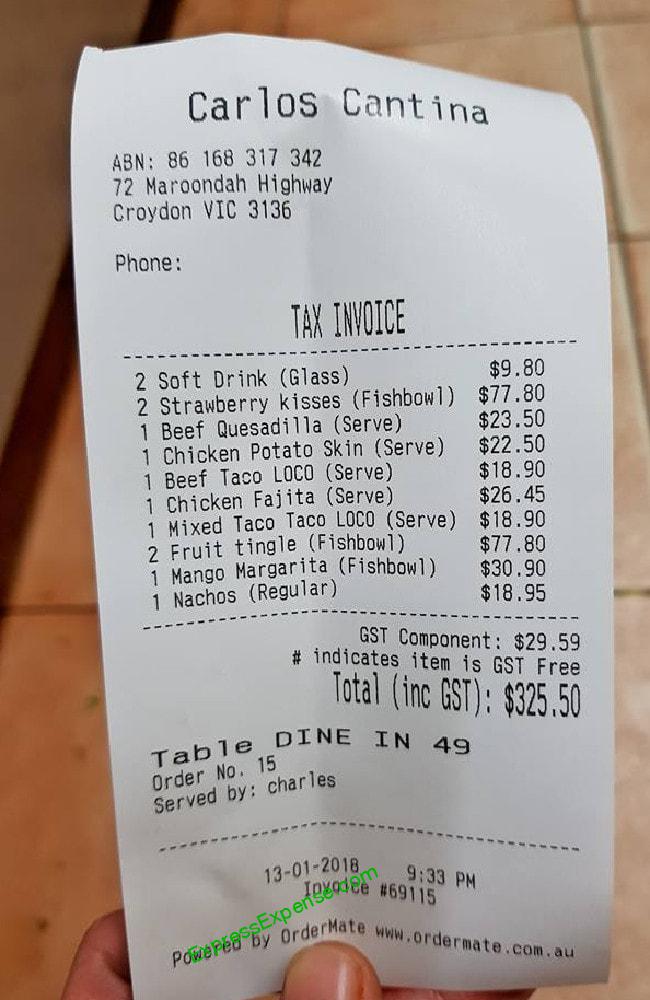 Carlos Cantina
ABN: 86 168 317 342
72 Maroondah Highway
Croydon VIC 3136
Phone:
TAX INVOICE
2 Soft Drink (Glass) $9.80
2 Strawberry kisses (Fishbowl) $77.80
1 Beef Quesadilla (Serve) $23.50
1 Chicken Potato Skin (Serve) $22.50
1 Beef Taco LOCO (Serve) $18.90
1 Chicken Fajita (Serve) $26.45
1 Mixed Taco Taco LOCO (Serve) $18.90
2 Fruit tingle (Fishbowl) $77.80
1 Mango Margarita (Fishbowl) $30.90
1 Nachos (Regular) $18.95
GST Component: $29.59
# indicates item is GST Free
Total (inc GST): $325.50
Table DINE IN 49
Order No. 15
Served by: charles
13-01-2018 9:33 PM
Invoice #69115
ExpressExpense.com
Powered by OrderMate www.ordermate.com.au